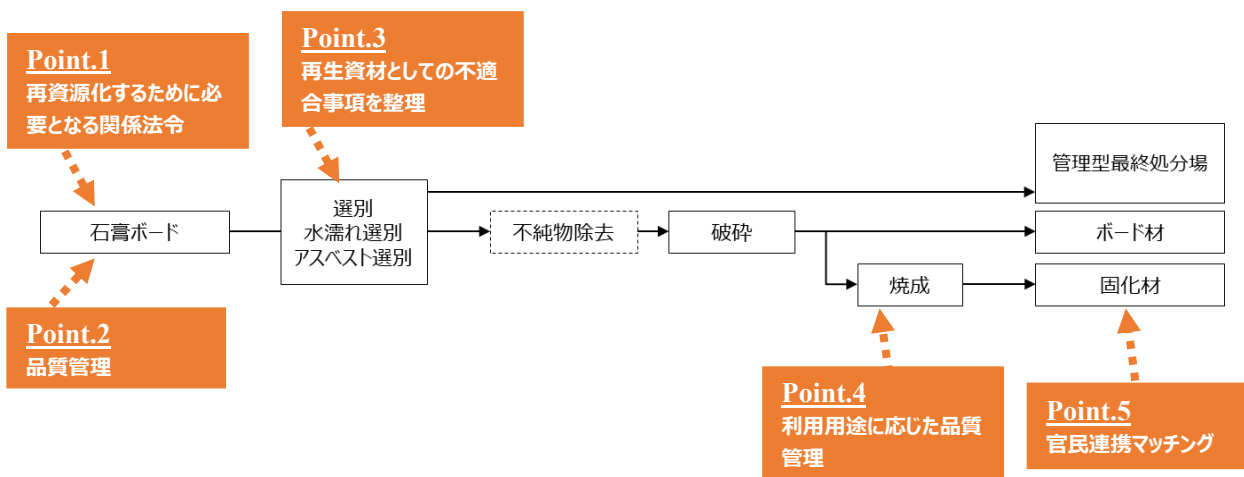 Point.1
再資源化するために必
要となる関係法令
Point.3
再生資材としての不適
合事項を整理
管理型最終処分場
石膏ボード
選別
水濡れ選別
アスベスト選別
不純物除去
破砕
ボード材
焼成
固化材
Point.2
品質管理
Point.4
利用用途に応じた品質
管理
Point.5
官民連携マッチング